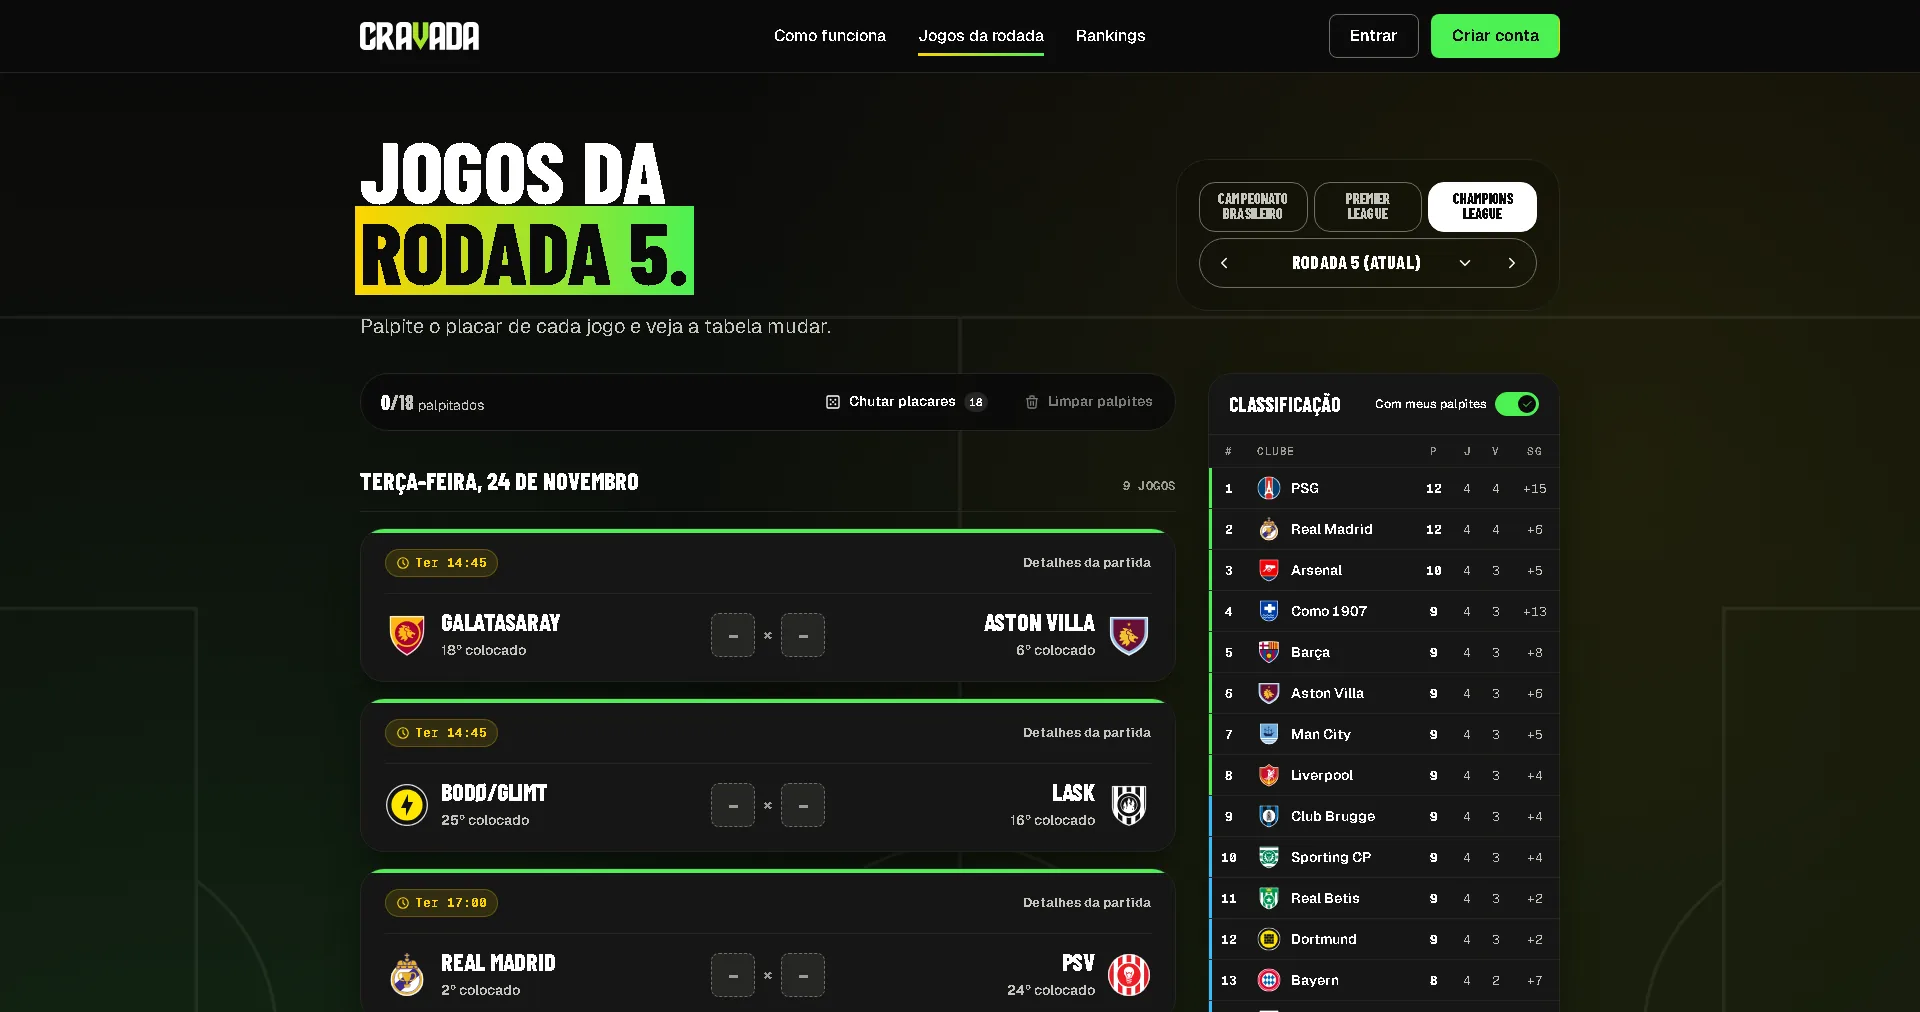 CRAVADA
Como funciona
Jogos da rodada
Rankings
Entrar
Criar conta
JOGOS DA
RODADA 5.
Palpite o placar de cada jogo e veja a tabela mudar.
CAMPEONATO
BRASILEIRO
PREMIER
LEAGUE
CHAMPIONS
LEAGUE
RODADA 5 (ATUAL)
0/18 palpitados
Chutar placares 18
Limpar palpites
TERÇA-FEIRA, 24 DE NOVEMBRO
9 JOGOS
Ter 14:45
Detalhes da partida
GALATASARAY
18º colocado
– × –
ASTON VILLA
6º colocado
Ter 14:45
Detalhes da partida
BODØ/GLIMT
25º colocado
– × –
LASK
16º colocado
Ter 17:00
Detalhes da partida
REAL MADRID
2º colocado
– × –
PSV
24º colocado
CLASSIFICAÇÃO
Com meus palpites
# CLUBE P J V SG
1 PSG 12 4 4 +15
2 Real Madrid 12 4 4 +6
3 Arsenal 10 4 3 +5
4 Como 1907 9 4 3 +13
5 Barça 9 4 3 +8
6 Aston Villa 9 4 3 +6
7 Man City 9 4 3 +5
8 Liverpool 9 4 3 +4
9 Club Brugge 9 4 3 +4
10 Sporting CP 9 4 3 +4
11 Real Betis 9 4 3 +2
12 Dortmund 9 4 3 +2
13 Bayern 8 4 2 +7